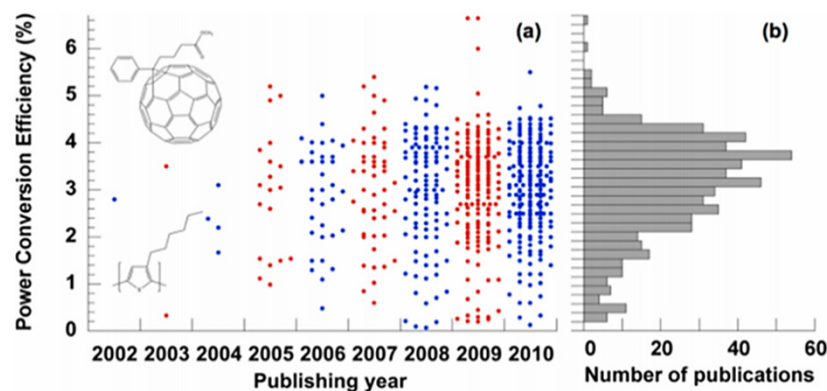 (a)
(b)
Power Conversion Efficiency (%)
6
5
4
3
2
1
0
S
n
2002 2003 2004 2005 2006 2007 2008 2009 2010
Publishing year
0 20 40 60
Number of publications